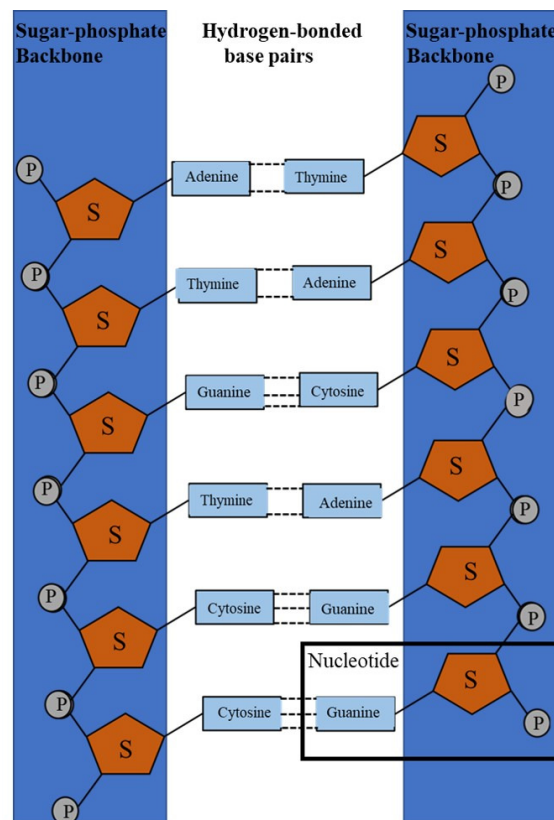 Sugar-phosphate
Backbone
Hydrogen-bonded
base pairs
Sugar-phosphate
Backbone
P
S
P
Adenine
Thymine
P
S
S
P
Thymine
Adenine
P
S
S
P
Guanine
Cytosine
P
S
S
P
Thymine
Adenine
P
S
S
P
Cytosine
Guanine
P
S
Nucleotide
S
P
Cytosine
Guanine
P
S
P